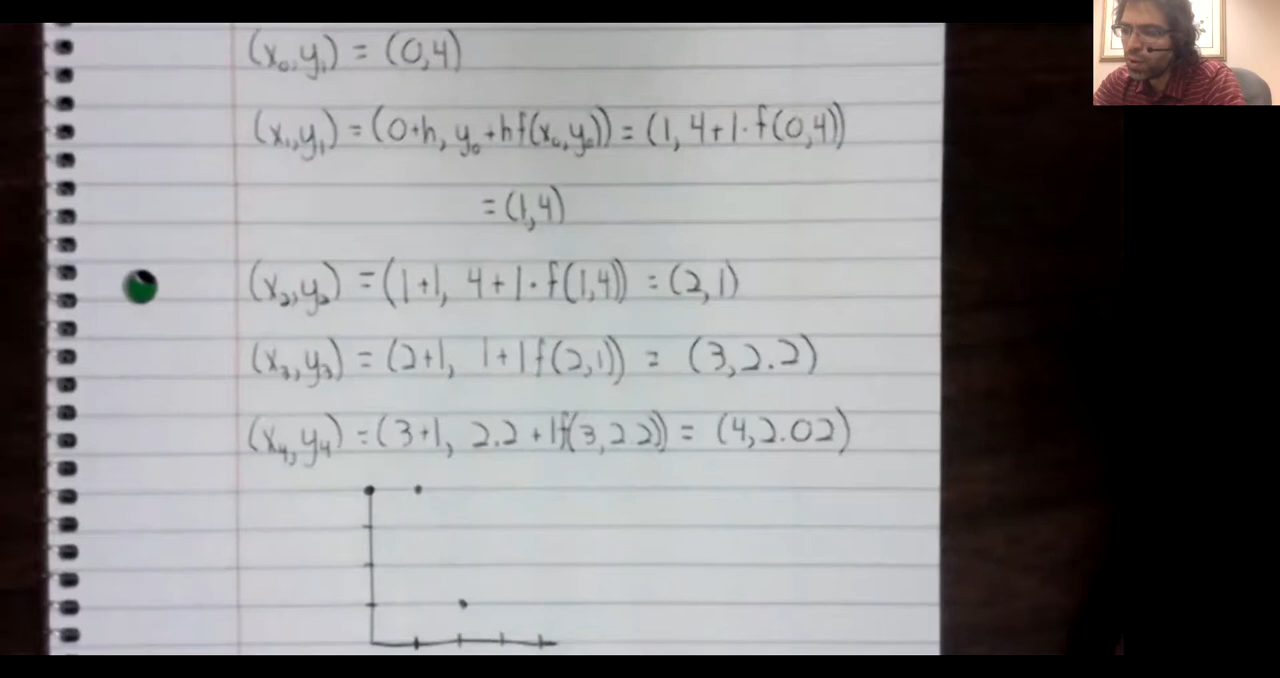 (x₀,y₁) = (0,4)
(x₁,y₁) = (0+h, y₀+hf(x₀,y₀)) = (1, 4+1·f(0,4))
= (1,4)
(x₂,y₂) = (1+1, 4+1·f(1,4)) = (2,1)
(x₃,y₃) = (2+1, 1+1f(2,1)) = (3,2.2)
(x₄,y₄) = (3+1, 2.2+1f(3,2.2)) = (4,2.02)